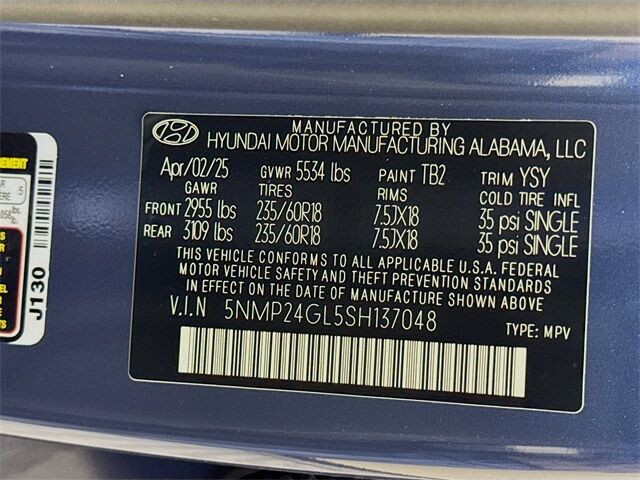 MANUFACTURED BY
HYUNDAI MOTOR MANUFACTURING ALABAMA, LLC
Apr/02/25 GVWR 5534 lbs PAINT TB2 TRIM YSY
GAWR TIRES RIMS COLD TIRE INFL
FRONT 2955 lbs 235/60R18 7.5JX18 35 psi SINGLE
REAR 3109 lbs 235/60R18 7.5JX18 35 psi SINGLE
THIS VEHICLE CONFORMS TO ALL APPLICABLE U.S.A. FEDERAL
MOTOR VEHICLE SAFETY AND THEFT PREVENTION STANDARDS
IN EFFECT ON THE DATE OF MANUFACTURE SHOWN ABOVE.
V.I.N 5NMP24GL5SH137048
TYPE: MPV
J130
5